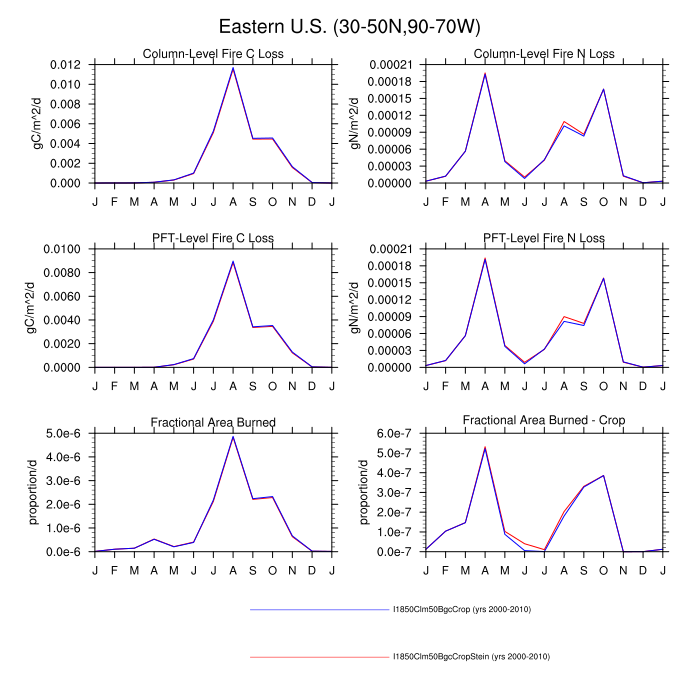 Eastern U.S. (30-50N,90-70W)
Column-Level Fire C Loss
gC/m^2/d
0.012
0.010
0.008
0.006
0.004
0.002
0.000
J F M A M J J A S O N D J
Column-Level Fire N Loss
gN/m^2/d
0.00021
0.00018
0.00015
0.00012
0.00009
0.00006
0.00003
0.00000
J F M A M J J A S O N D J
PFT-Level Fire C Loss
gC/m^2/d
0.0100
0.0080
0.0060
0.0040
0.0020
0.0000
J F M A M J J A S O N D J
PFT-Level Fire N Loss
gN/m^2/d
0.00021
0.00018
0.00015
0.00012
0.00009
0.00006
0.00003
0.00000
J F M A M J J A S O N D J
Fractional Area Burned
proportion/d
5.0e-6
4.0e-6
3.0e-6
2.0e-6
1.0e-6
0.0e-6
J F M A M J J A S O N D J
Fractional Area Burned - Crop
proportion/d
6.0e-7
5.0e-7
4.0e-7
3.0e-7
2.0e-7
1.0e-7
0.0e-7
J F M A M J J A S O N D J
I1850Clm50BgcCrop (yrs 2000-2010)
I1850Clm50BgcCropStein (yrs 2000-2010)